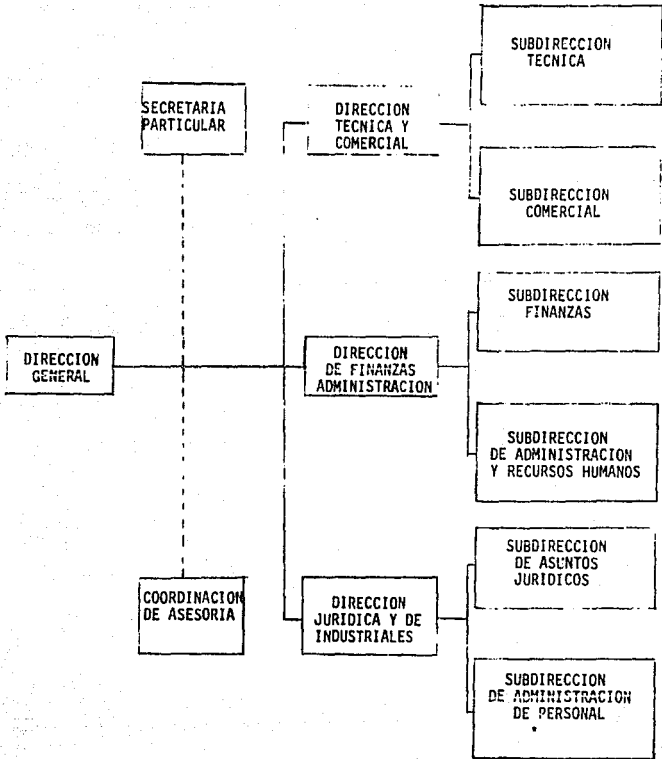 SUBDIRECCION
TECNICA
SECRETARIA
PARTICULAR
DIRECCION
TECNICA Y
COMERCIAL
SUBDIRECCION
COMERCIAL
SUBDIRECCION
FINANZAS
DIRECCION
GENERAL
DIRECCION
DE FINANZAS
ADMINISTRACION
SUBDIRECCION
DE ADMINISTRACION
Y RECURSOS HUMANOS
SUBDIRECCION
DE ASUNTOS
JURIDICOS
COORDINACION
DE ASESORIA
DIRECCION
JURIDICA Y DE
INDUSTRIALES
SUBDIRECCION
DE ADMINISTRACION
DE PERSONAL